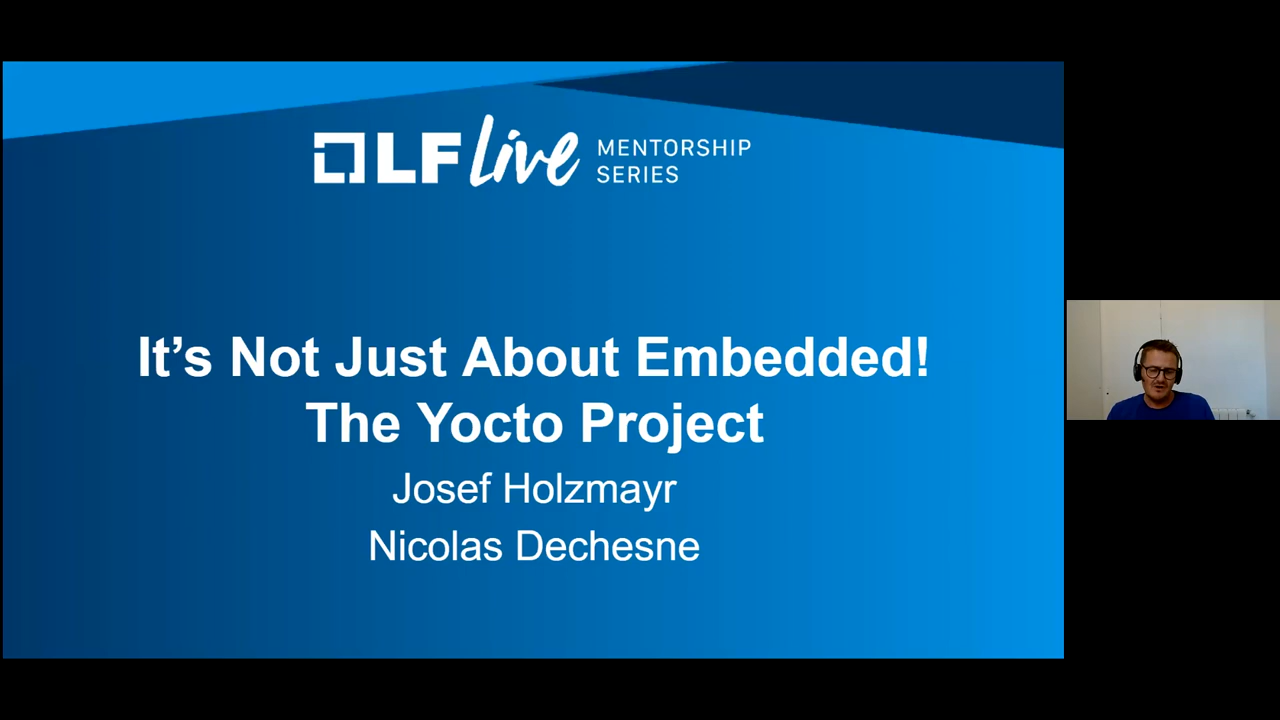 LF Live MENTORSHIP
SERIES
It’s Not Just About Embedded!
The Yocto Project
Josef Holzmayr
Nicolas Dechesne